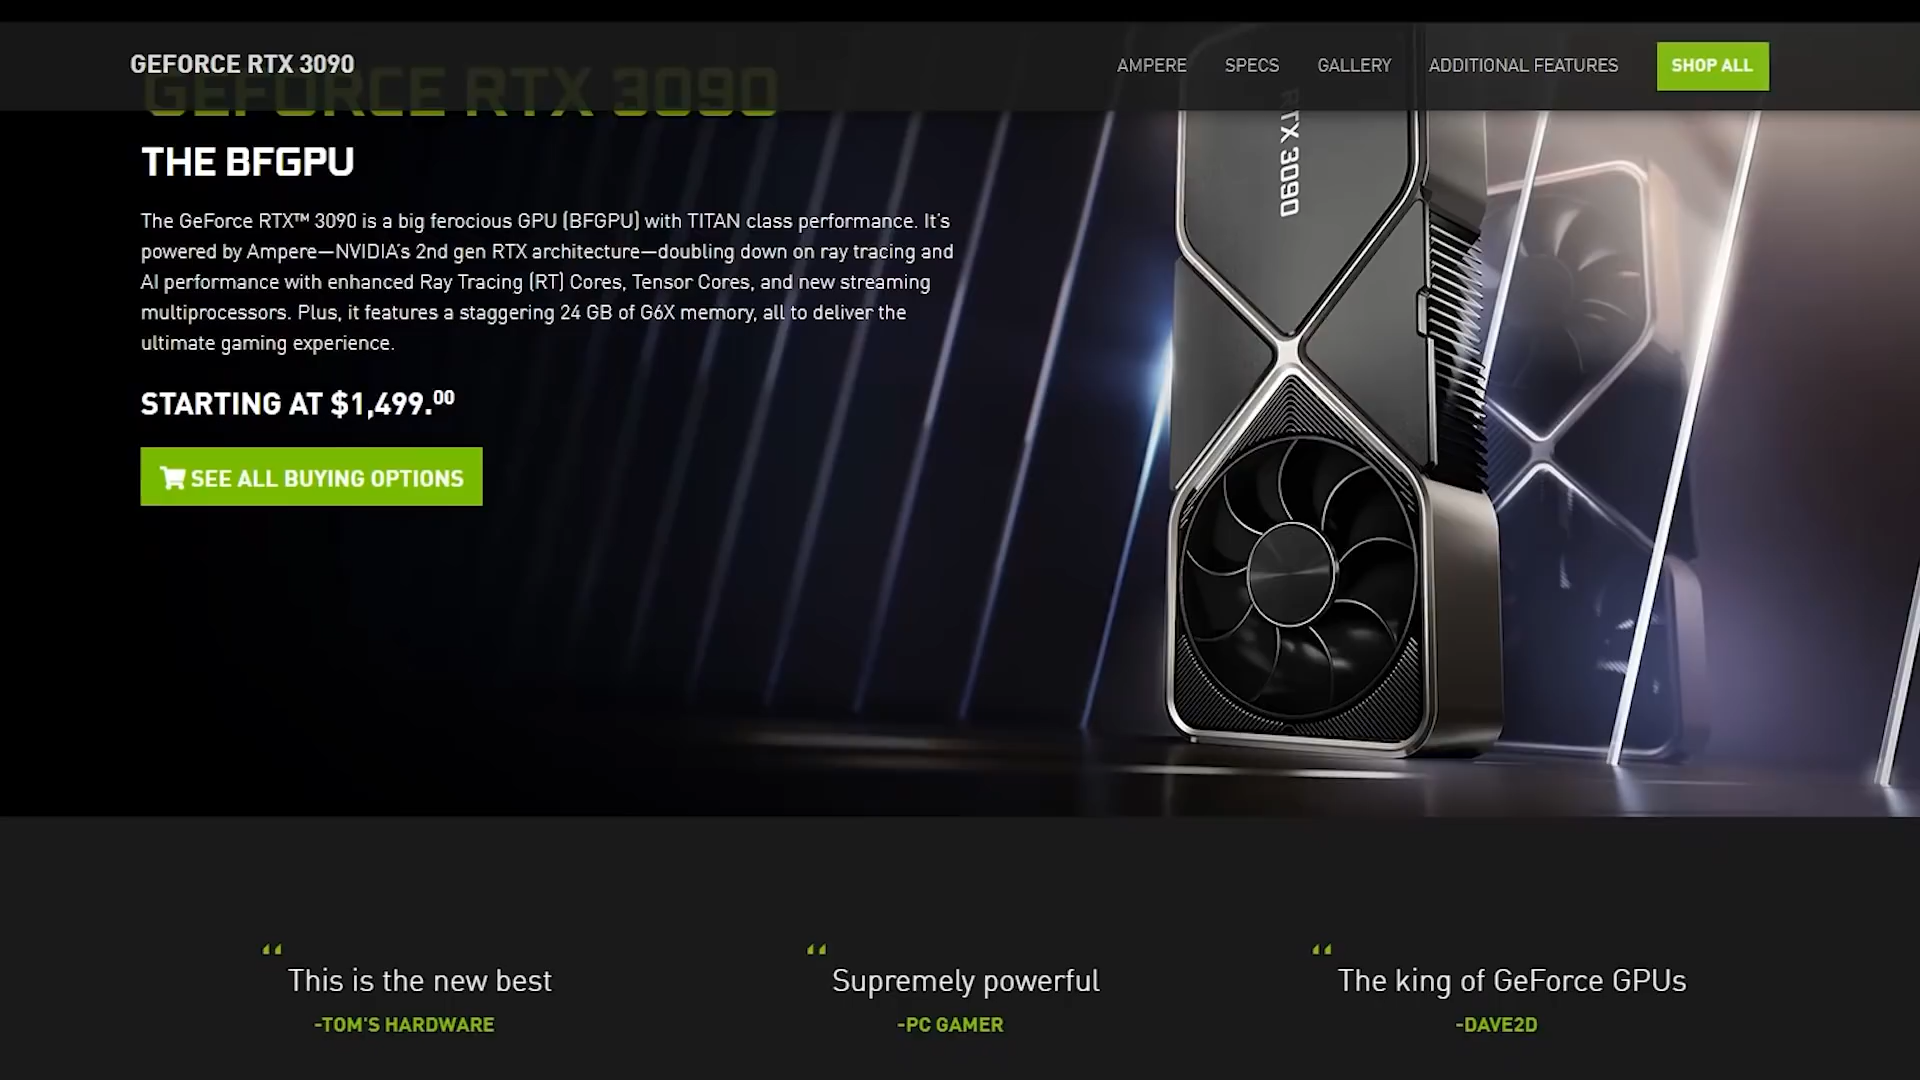 GEFORCE RTX 3090
AMPERE
SPECS
GALLERY
ADDITIONAL FEATURES
SHOP ALL
GEFORCE RTX 3090
THE BFGPU
The GeForce RTX™ 3090 is a big ferocious GPU (BFGPU) with TITAN class performance. It's
powered by Ampere—NVIDIA's 2nd gen RTX architecture—doubling down on ray tracing and
AI performance with enhanced Ray Tracing (RT) Cores, Tensor Cores, and new streaming
multiprocessors. Plus, it features a staggering 24 GB of G6X memory, all to deliver the
ultimate gaming experience.
STARTING AT $1,499.00
SEE ALL BUYING OPTIONS
RTX 3090
“ This is the new best
-TOM'S HARDWARE
“ Supremely powerful
-PC GAMER
“ The king of GeForce GPUs
-DAVE2D